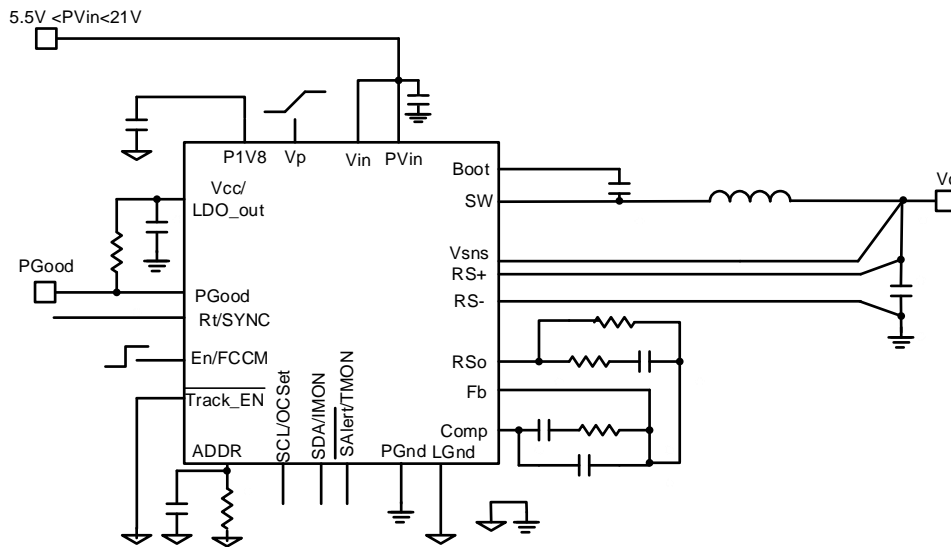 5.5V <PVin<21V
P1V8
Vp
Vin
PVin
Boot
Vcc/
LDO_out
SW
Vo
Vsns
RS+
PGood
RS-
PGood
Rt/SYNC
En/FCCM
RSo
Track_EN
Fb
SCL/OCSet
SDA/IMON
SAlert/TMON
Comp
ADDR
PGnd
LGnd